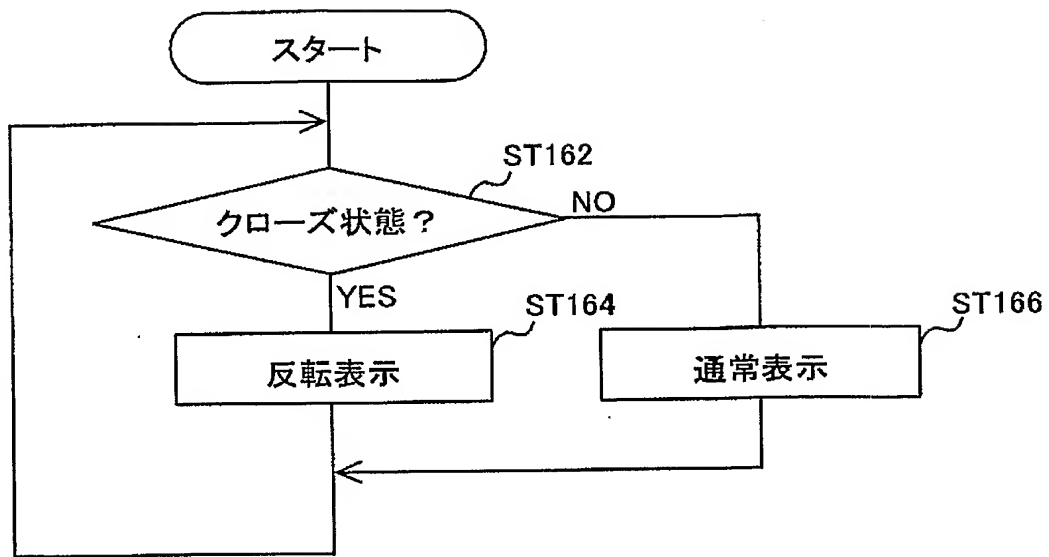 スタート
ST162
クローズ状態？
NO
YES
ST164
ST166
反転表示
通常表示